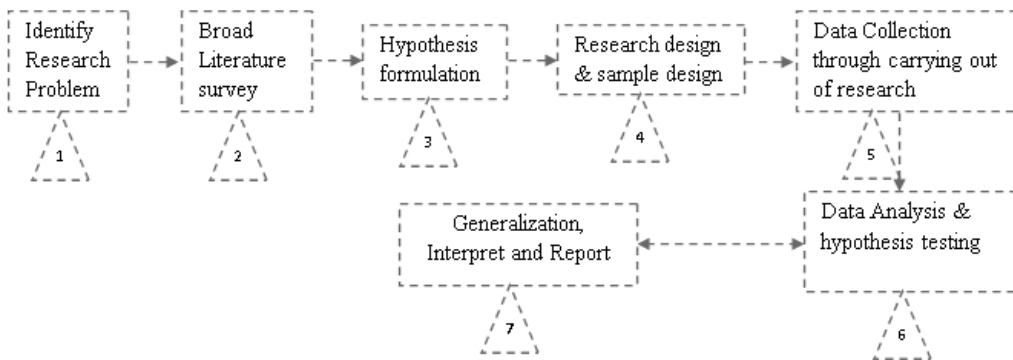 Identify
Research
Problem
1
Broad
Literature
survey
2
Hypothesis
formulation
3
Research design
& sample design
4
Data Collection
through carrying out
of research
5
Data Analysis &
hypothesis testing
6
Generalization,
Interpret and Report
7